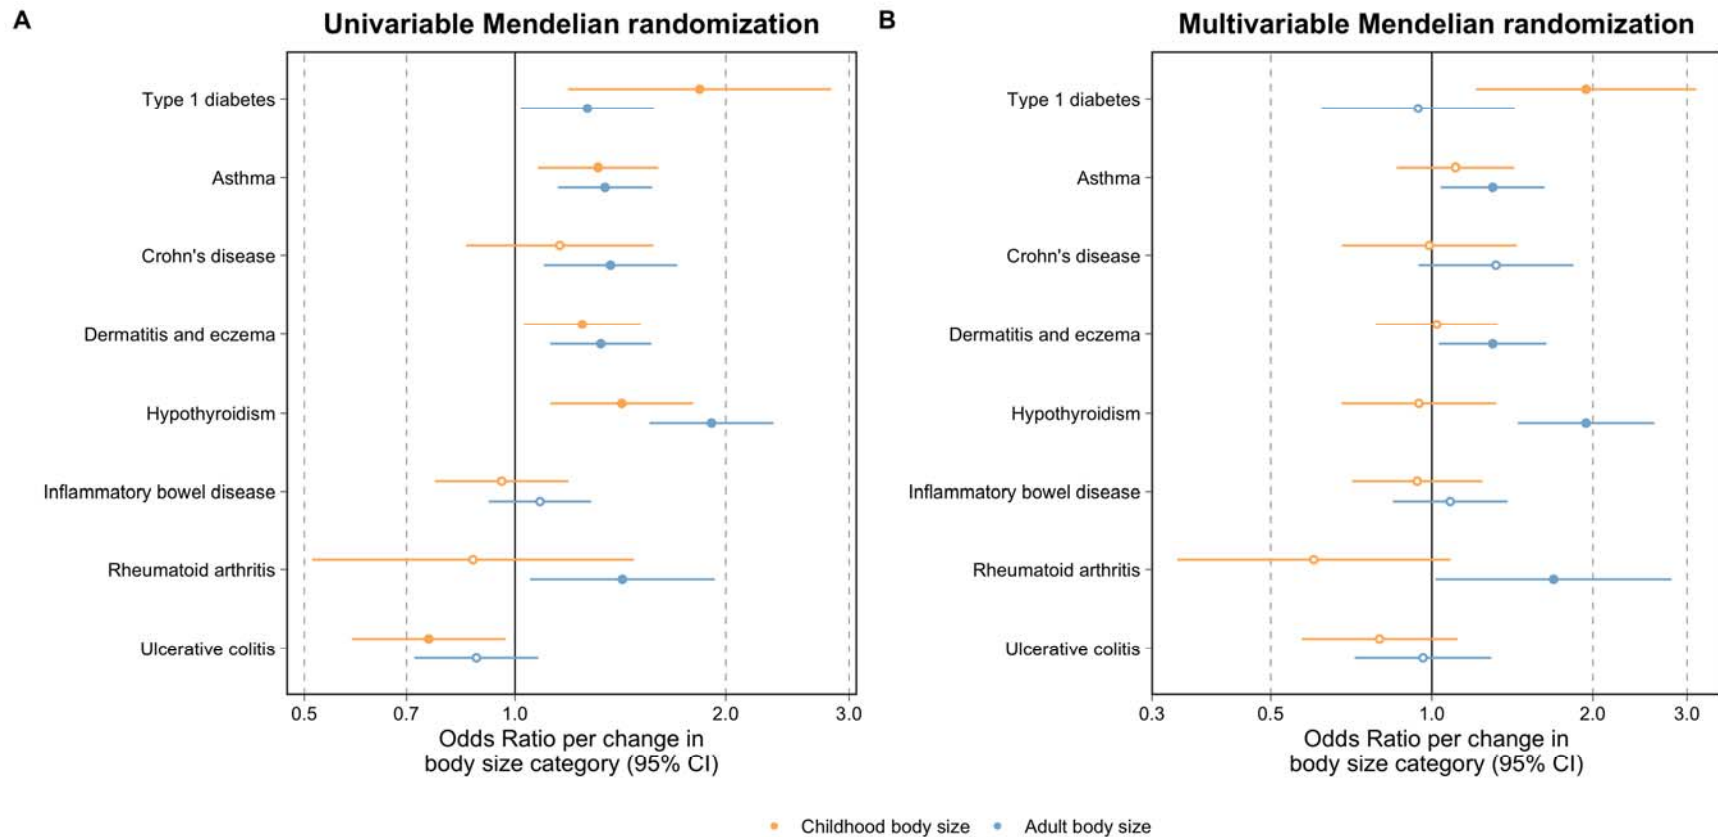 A
Univariable Mendelian randomization
Type 1 diabetes
Asthma
Crohn's disease
Dermatitis and eczema
Hypothyroidism
Inflammatory bowel disease
Rheumatoid arthritis
Ulcerative colitis
0.5 0.7 1.0 2.0 3.0
Odds Ratio per change in
body size category (95% CI)
B
Multivariable Mendelian randomization
Type 1 diabetes
Asthma
Crohn's disease
Dermatitis and eczema
Hypothyroidism
Inflammatory bowel disease
Rheumatoid arthritis
Ulcerative colitis
0.3 0.5 1.0 2.0 3.0
Odds Ratio per change in
body size category (95% CI)
Childhood body size Adult body size